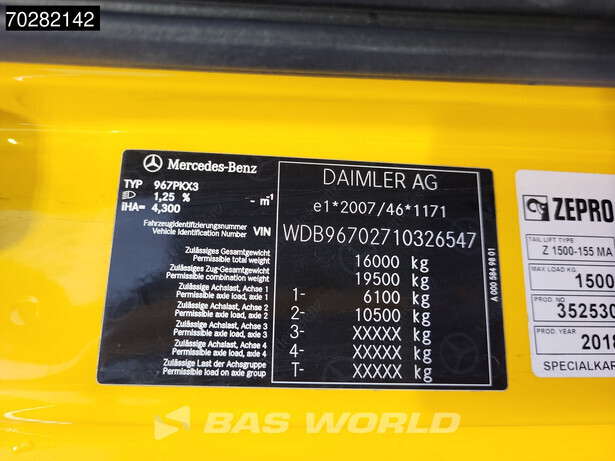 70282142
Mercedes-Benz
TYP 967PKX3
1,25 % - m⁻¹
iHA= 4,300
Fahrzeugidentifizierungsnummer
Vehicle Identification Number VIN
DAIMLER AG
e1*2007/46*1171
WDB96702710326547
Zulässiges Gesamtgewicht
Permissible total weight
16000 kg
Zulässiges Zug-Gesamtgewicht
Permissible combination weight
19500 kg
Zulässige Achslast, Achse 1
Permissible axle load, axle 1
1- 6100 kg
Zulässige Achslast, Achse 2
Permissible axle load, axle 2
2- 10500 kg
Zulässige Achslast, Achse 3
Permissible axle load, axle 3
3- XXXXX kg
Zulässige Achslast, Achse 4
Permissible axle load, axle 4
4- XXXXX kg
Zulässige Last der Achsgruppe
Permissible load on axle group
T- XXXXX kg
A 000 584 98 01
ZEPRO
TAIL LIFT TYPE
Z 1500-155 MA
MAX LOAD KG.
1500
PROD. NO
352530
PROD. YEAR
2018
SPECIALKAR
BAS WORLD